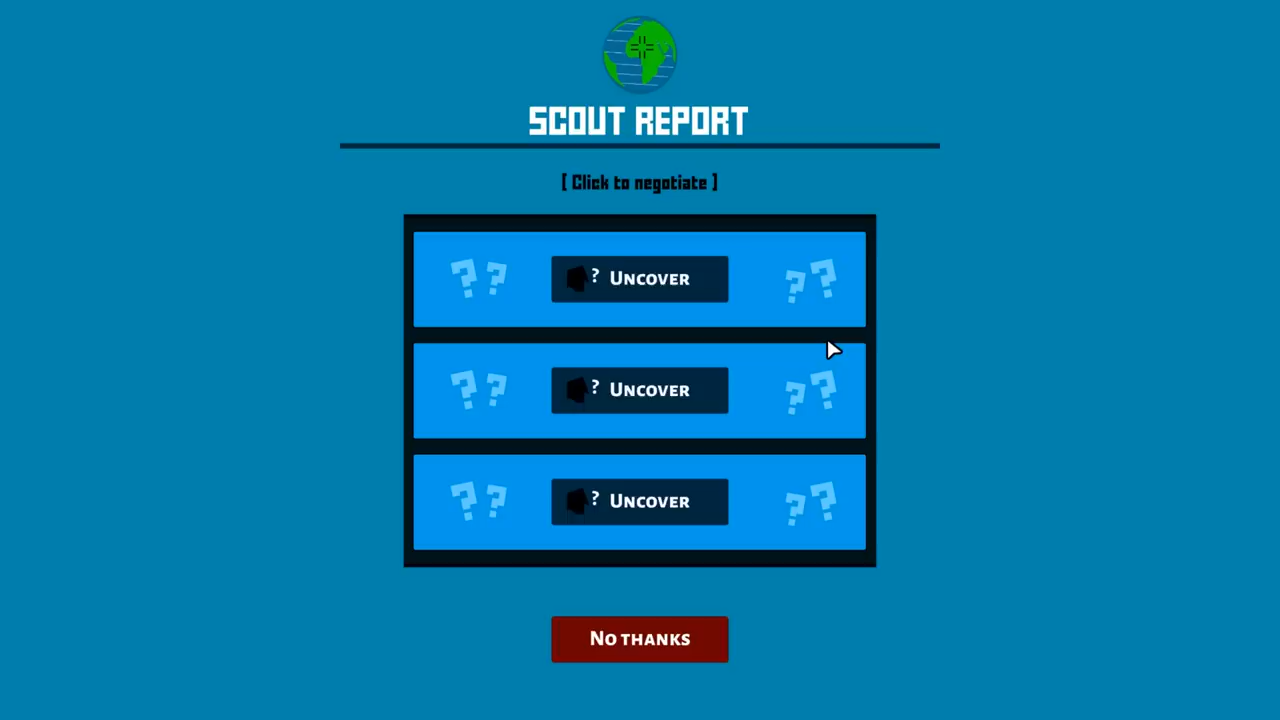 SCOUT REPORT
[ Click to negotiate ]
? ? ? UNCOVER ? ?
? ? ? UNCOVER ? ?
? ? ? UNCOVER ? ?
NO THANKS